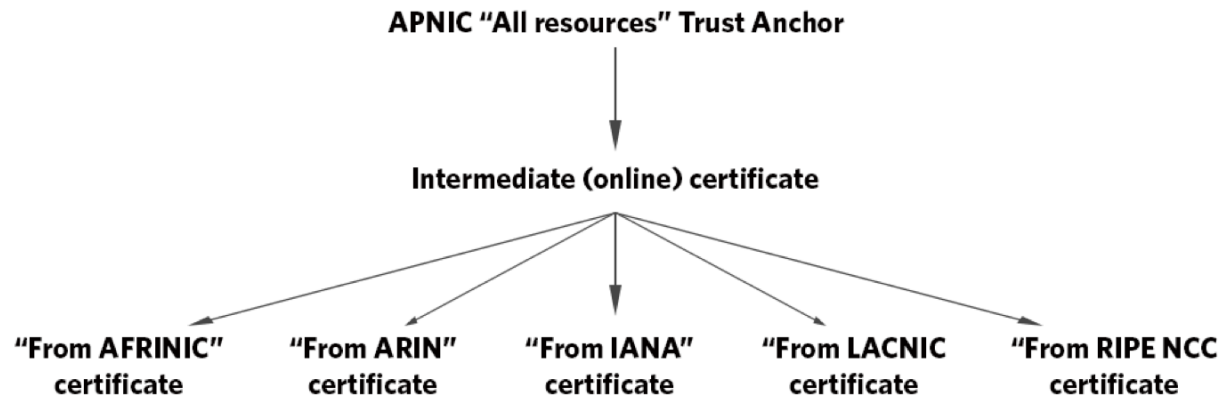 APNIC “All resources” Trust Anchor
Intermediate (online) certificate
“From AFRINIC” “From ARIN” “From IANA” “From LACNIC “From RIPE NCC
certificate certificate certificate certificate certificate